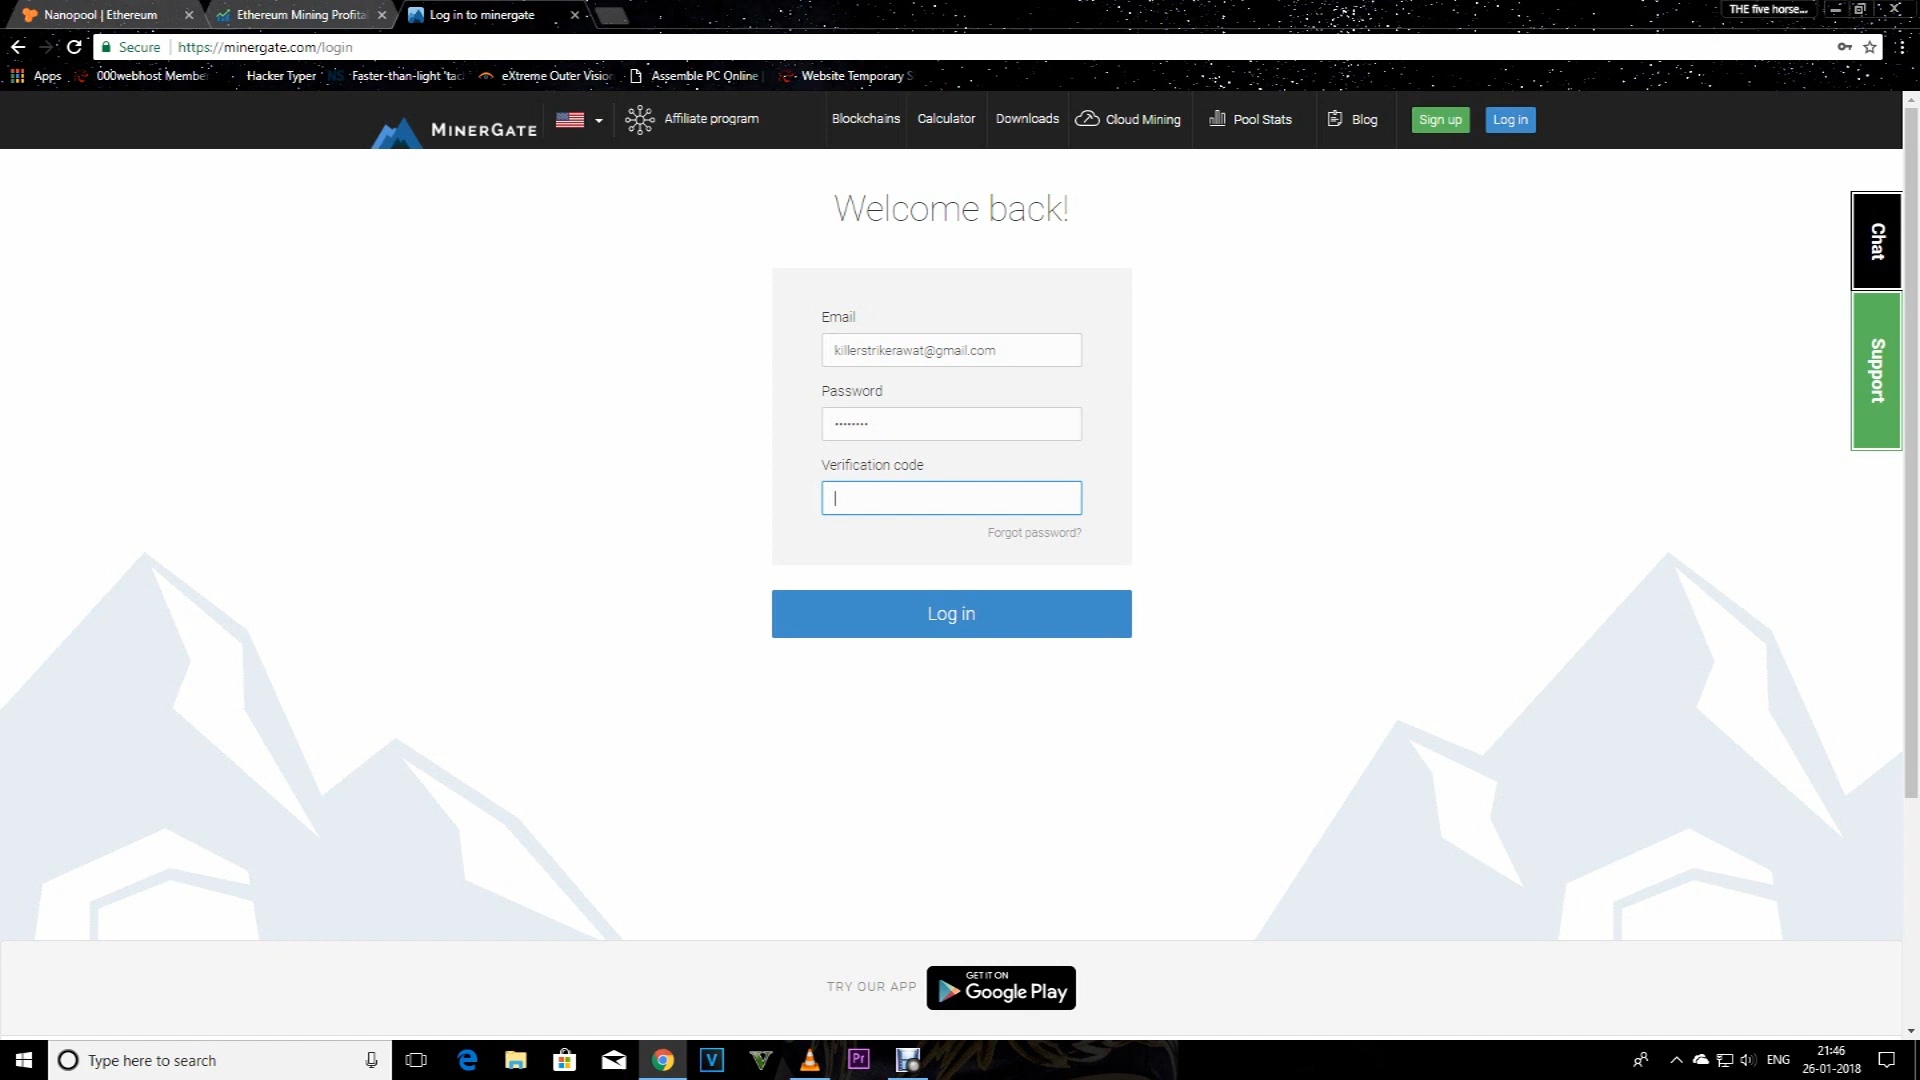 Nanopool | Ethereum
Ethereum Mining Profita
Log in to minergate
THE five horse...
Secure
https://minergate.com/login
Apps
000webhost Membe
Hacker Typer
Faster-than-light 'tac
eXtreme Outer Vision
Assemble PC Online
Website Temporary S
MINERGATE
Affiliate program
Blockchains
Calculator
Downloads
Cloud Mining
Pool Stats
Blog
Sign up
Log in
Welcome back!
Chat
Support
Email
killerstrikerawat@gmail.com
Password
Verification code
Forgot password?
Log in
TRY OUR APP
GET IT ON
Google Play
Type here to search
V
Pr
ENG
21:46
26-01-2018